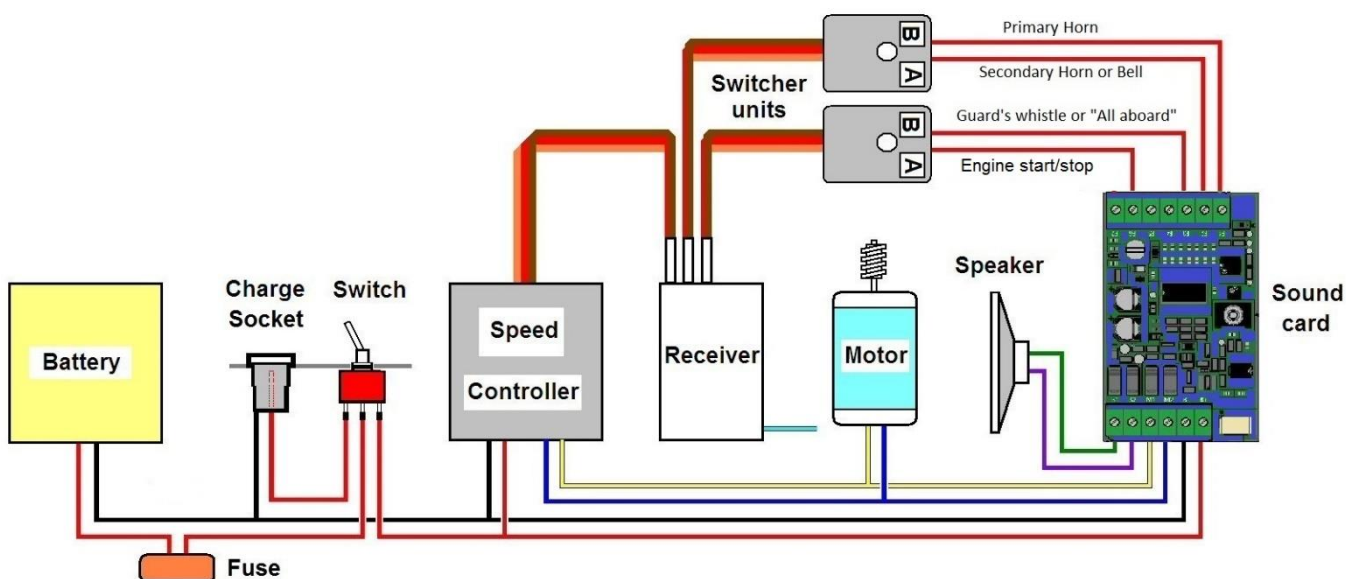 Primary Horn
B
A
Secondary Horn or Bell
Switcher
units
Guard's whistle or "All aboard"
B
A
Engine start/stop
Charge
Socket
Switch
Speaker
Battery
Speed
Controller
Receiver
Motor
Sound
card
Fuse